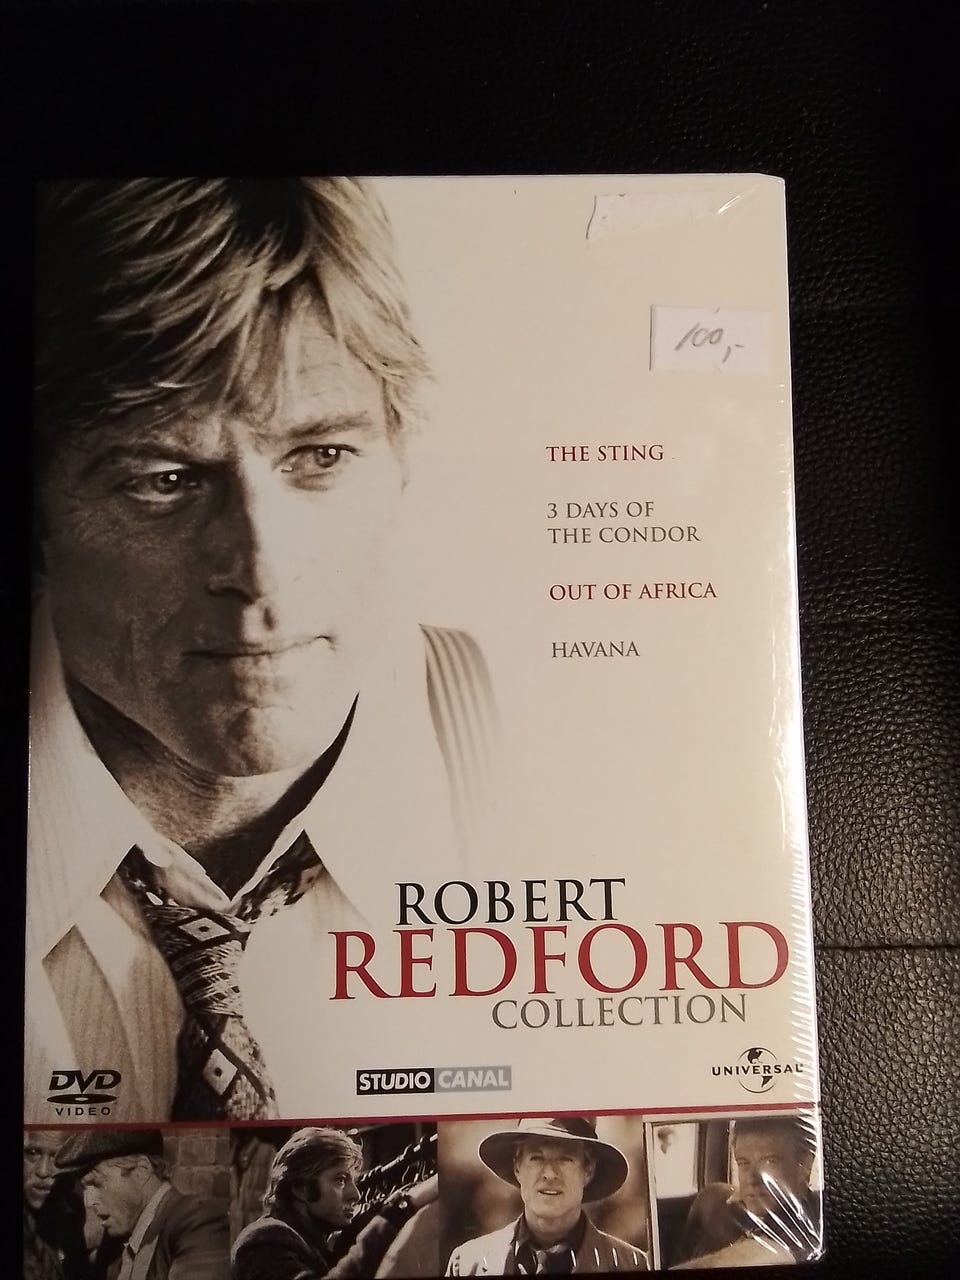 100,-
THE STING
3 DAYS OF
THE CONDOR
OUT OF AFRICA
HAVANA
ROBERT
REDFORD
COLLECTION
DVD
VIDEO
STUDIO CANAL
UNIVERSAL